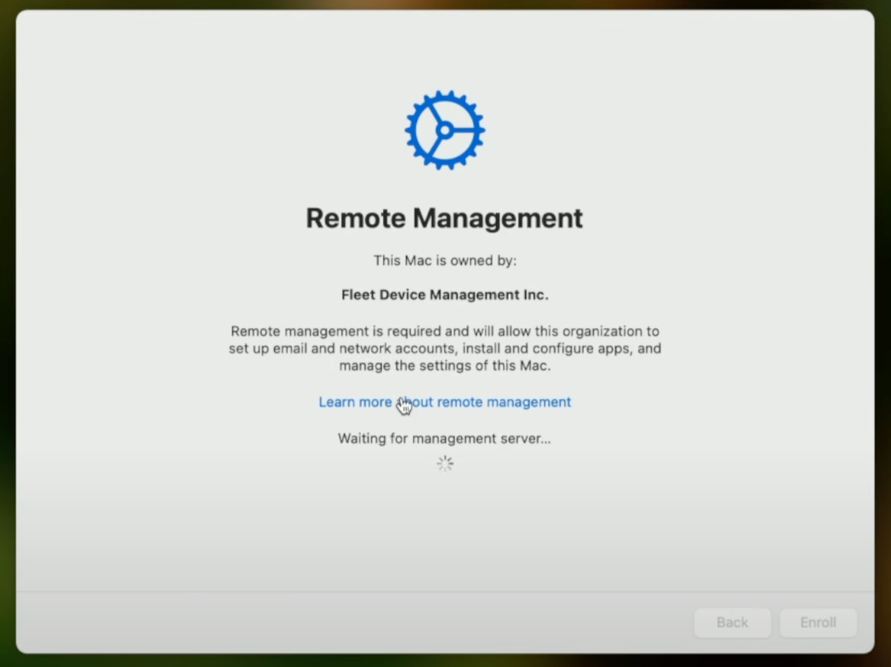 Remote Management
This Mac is owned by:
Fleet Device Management Inc.
Remote management is required and will allow this organization to
set up email and network accounts, install and configure apps, and
manage the settings of this Mac.
Learn more about remote management
Waiting for management server...
Back
Enroll